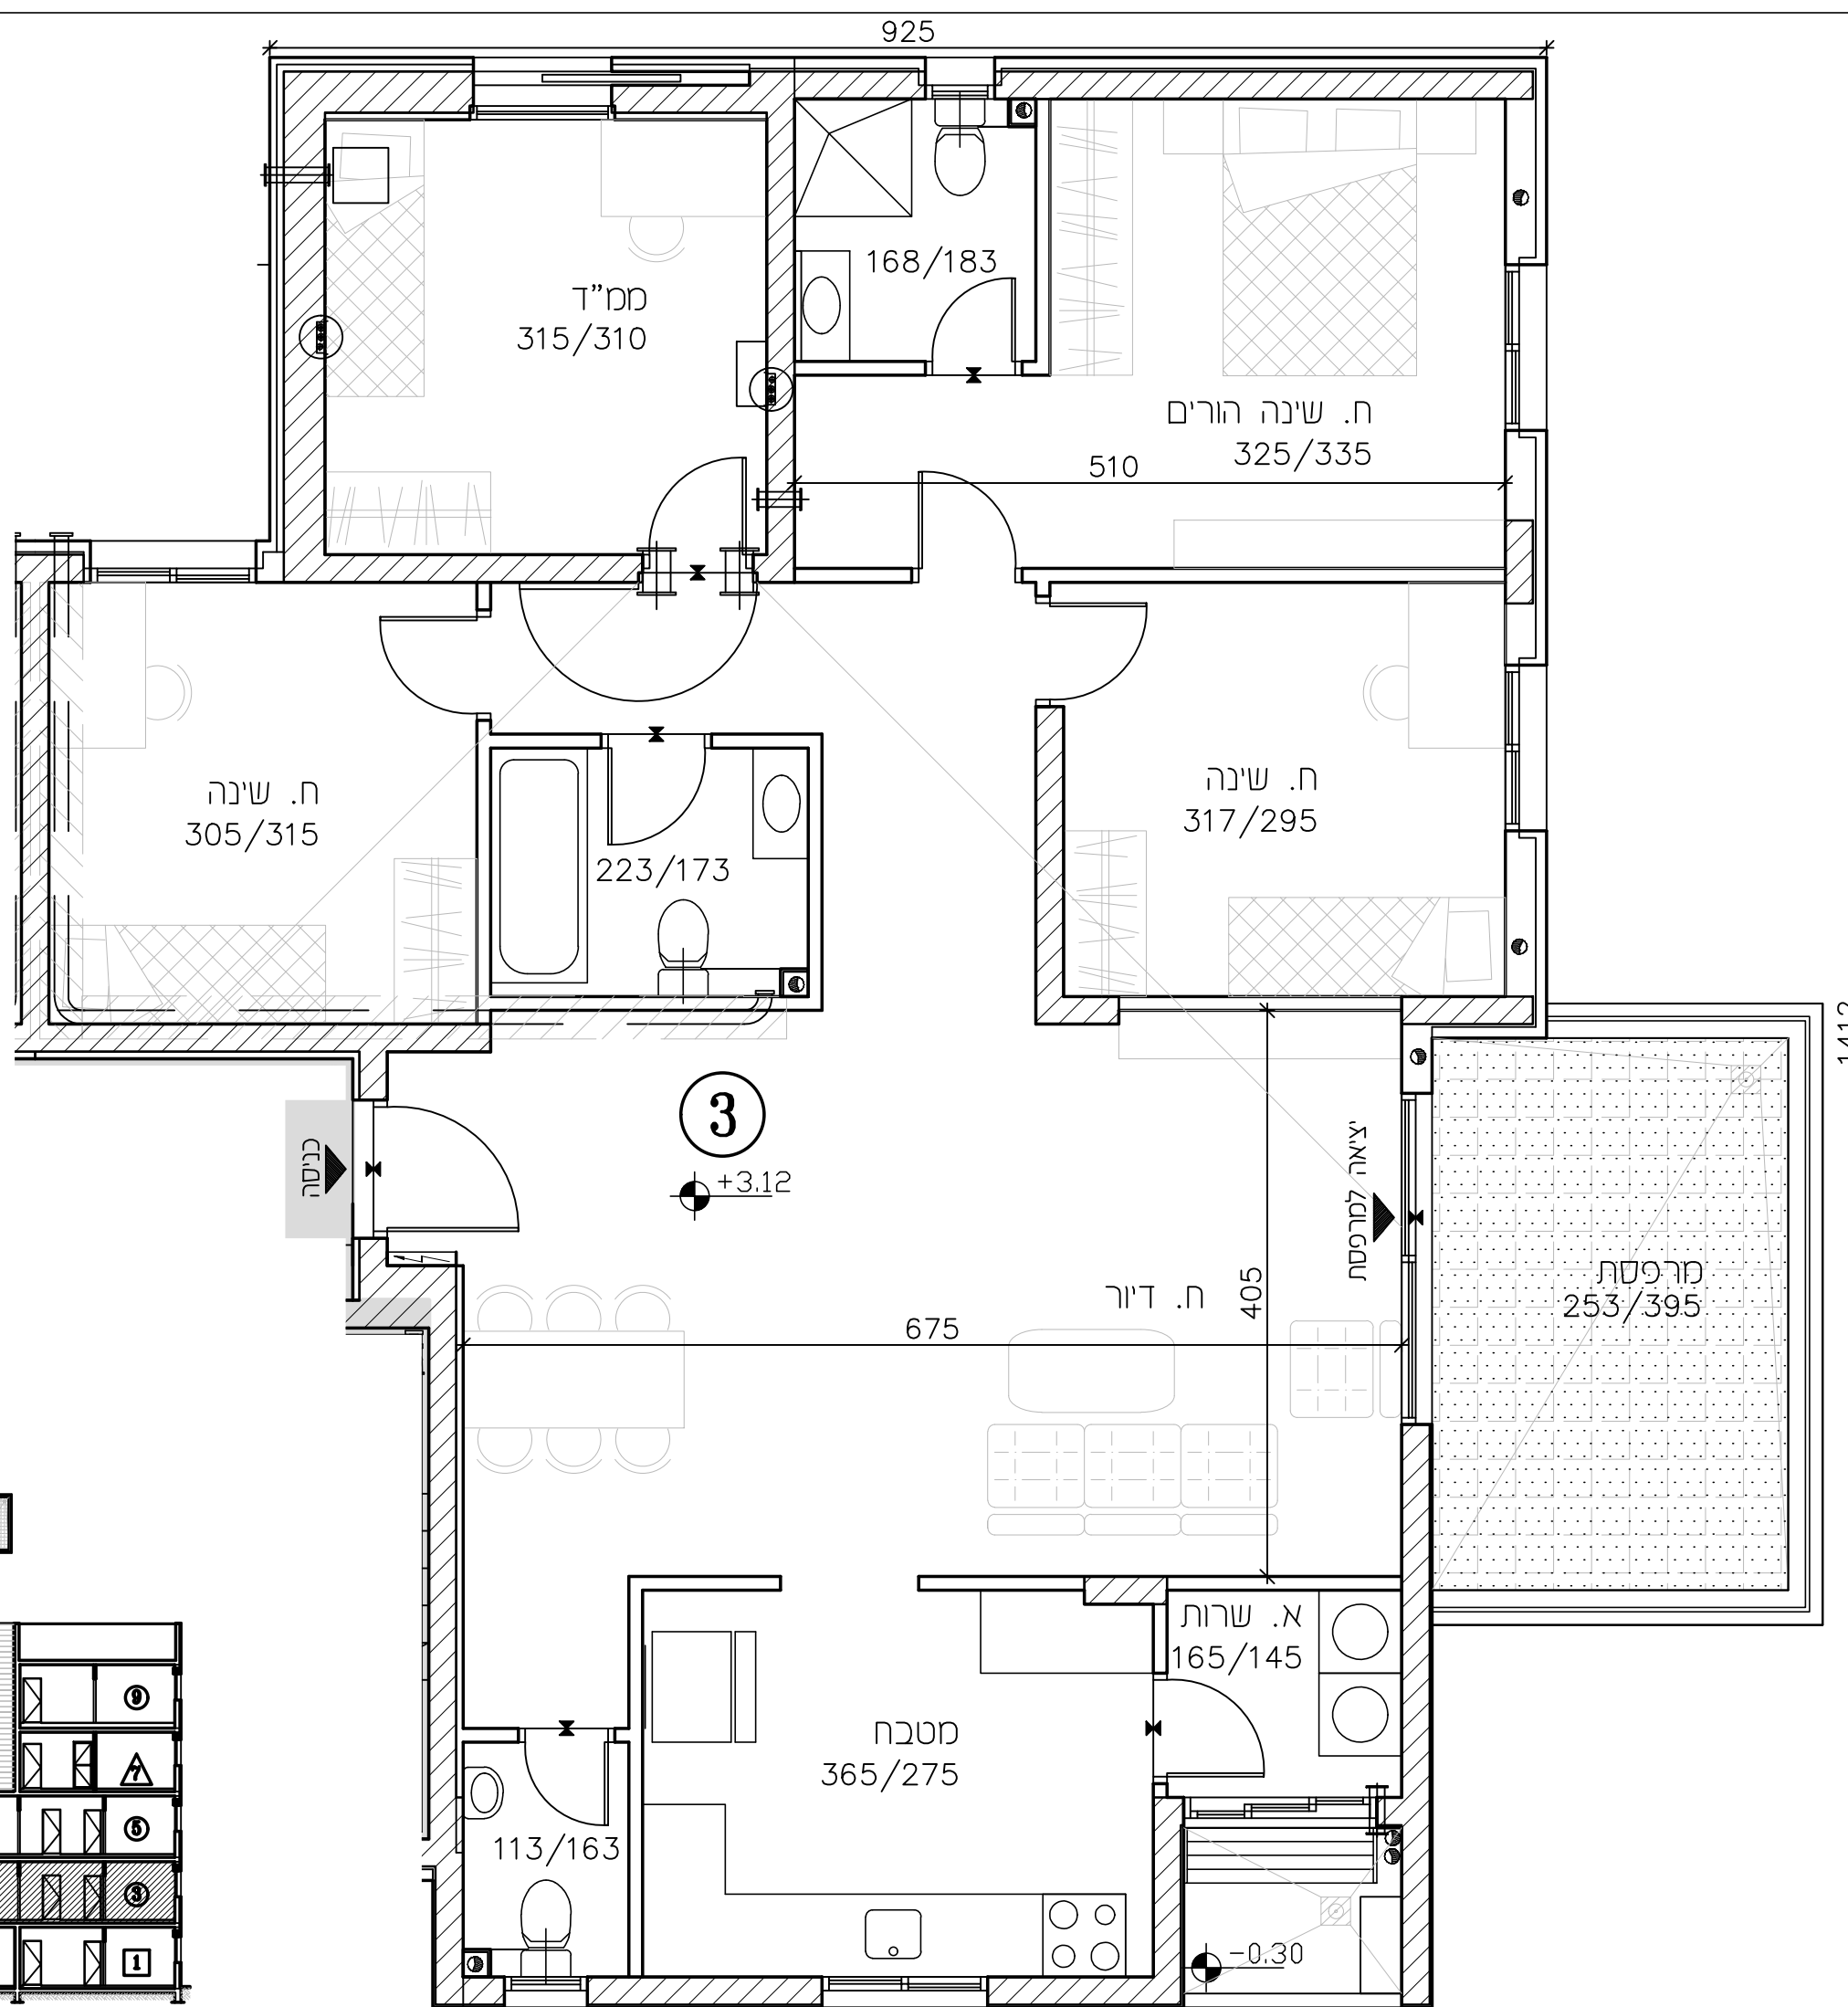 925
168/183
ממ"ד
315/310
ח. שינה הורים
325/335
510
ח. שינה
305/315
ח. שינה
317/295
223/173
1412
3
+3.12
כניסה
יציאה למרפסת
מרפסת
253/395
ח. דיור
405
675
א. שרות
165/145
מטבח
365/275
113/163
-0.30
9
7
5
3
1